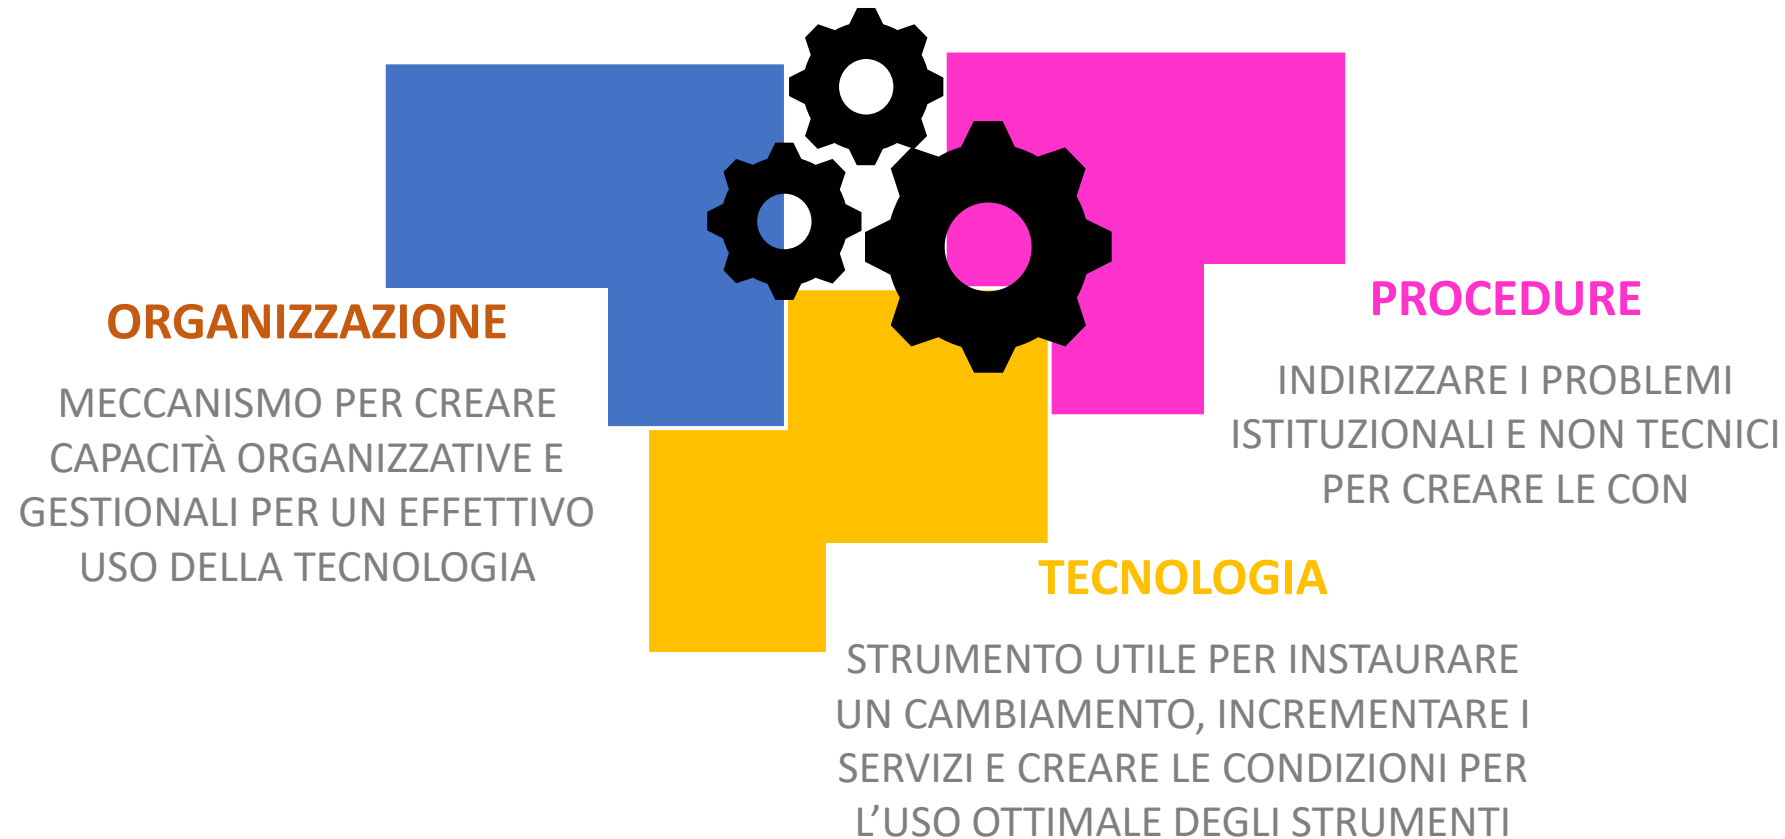 ORGANIZZAZIONE
MECCANISMO PER CREARE
CAPACITÀ ORGANIZZATIVE E
GESTIONALI PER UN EFFETTIVO
USO DELLA TECNOLOGIA
PROCEDURE
INDIRIZZARE I PROBLEMI
ISTITUZIONALI E NON TECNICI
PER CREARE LE CON
TECNOLOGIA
STRUMENTO UTILE PER INSTAURARE
UN CAMBIAMENTO, INCREMENTARE I
SERVIZI E CREARE LE CONDIZIONI PER
L’USO OTTIMALE DEGLI STRUMENTI